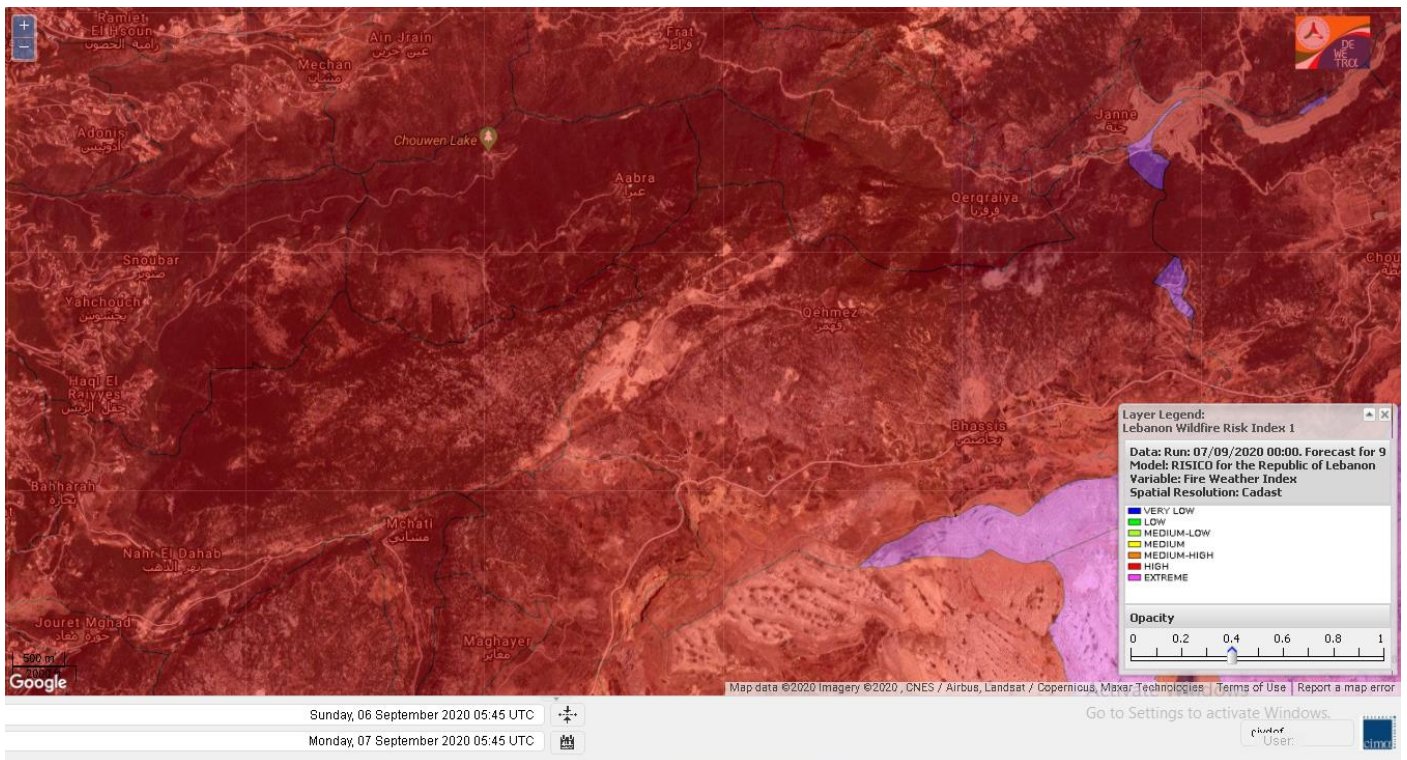 +
−
Ramiet
El Hsoun
رامية الحصون
Ain Jrain
عين جرين
Mechan
مشان
Frat
فراط
DE
WE
TRA
Adonis
أدونيس
Chouwen Lake
Janne
جنة
Aabra
عبرا
Qerqraiya
قرقريا
Snoubar
صنوبر
Yahchouch
يحشوش
Qehmez
قهمز
Haql El
Raiyyes
حقل الريس
Bhassis
Bahharah
بحارة
Mchati
مشاتي
Nahr El Dahab
نهر الذهب
Jouret Mghad
Maghayer
مغاير
500 m
Google
Layer Legend:
Lebanon Wildfire Risk Index 1
Data: Run: 07/09/2020 00:00. Forecast for 9
Model: RISICO for the Republic of Lebanon
Variable: Fire Weather Index
Spatial Resolution: Cadast
VERY LOW
LOW
MEDIUM-LOW
MEDIUM
MEDIUM-HIGH
HIGH
EXTREME
Opacity
0 0.2 0.4 0.6 0.8 1
Map data ©2020 Imagery ©2020 , CNES / Airbus, Landsat / Copernicus, Maxar Technologies Terms of Use Report a map error
Sunday, 06 September 2020 05:45 UTC
Monday, 07 September 2020 05:45 UTC
Go to Settings to activate Windows.
User:
cima